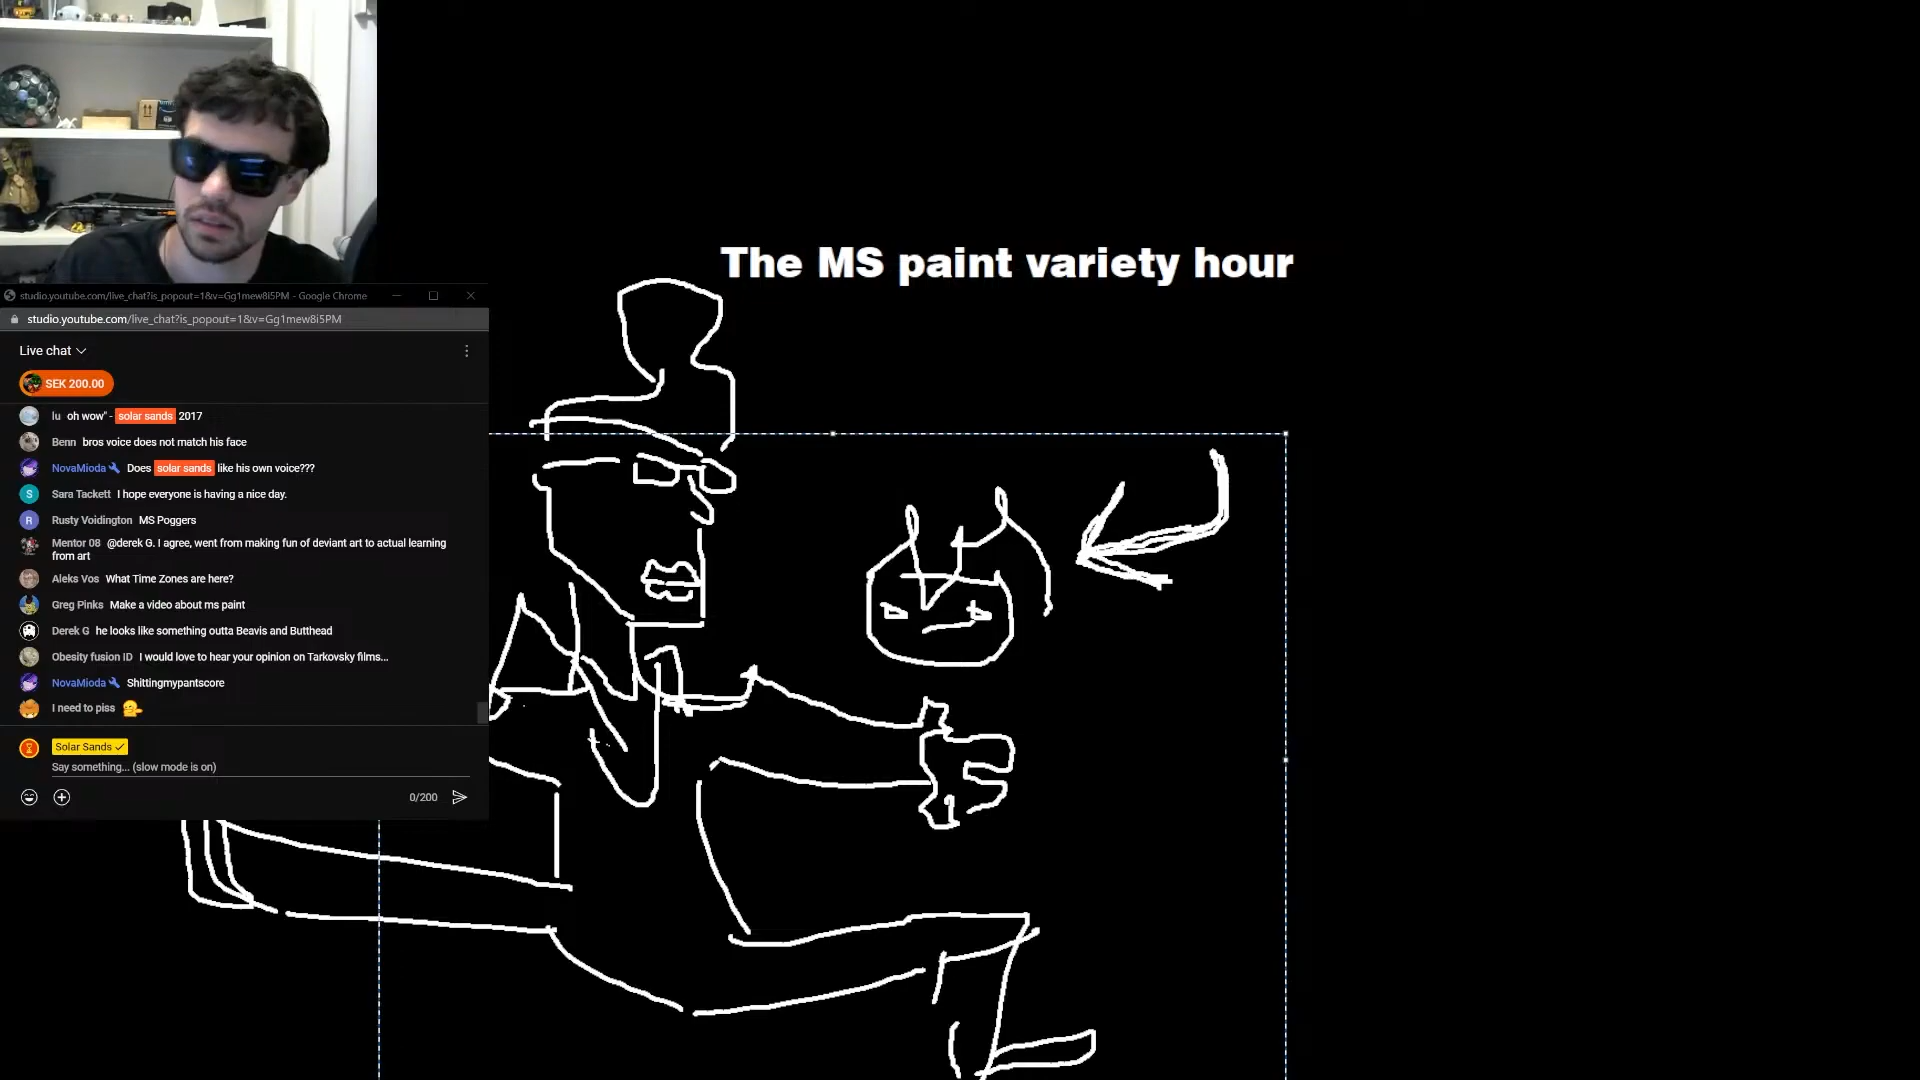 The MS paint variety hour
studio.youtube.com/live_chat?is_popout=1&v=Gg1mew8i5PM - Google Chrome
studio.youtube.com/live_chat?is_popout=1&v=Gg1mew8i5PM
Live chat
SEK 200.00
lu oh wow" - solar sands 2017
Benn bros voice does not match his face
NovaMioda Does solar sands like his own voice???
S Sara Tackett I hope everyone is having a nice day.
R Rusty Voidington MS Poggers
Mentor 08 @derek G. I agree, went from making fun of deviant art to actual learning
from art
Aleks Vos What Time Zones are here?
Greg Pinks Make a video about ms paint
Derek G he looks like something outta Beavis and Butthead
Obesity fusion ID I would love to hear your opinion on Tarkovsky films...
NovaMioda Shittingmypantscore
I need to piss
Solar Sands
Say something... (slow mode is on)
0/200